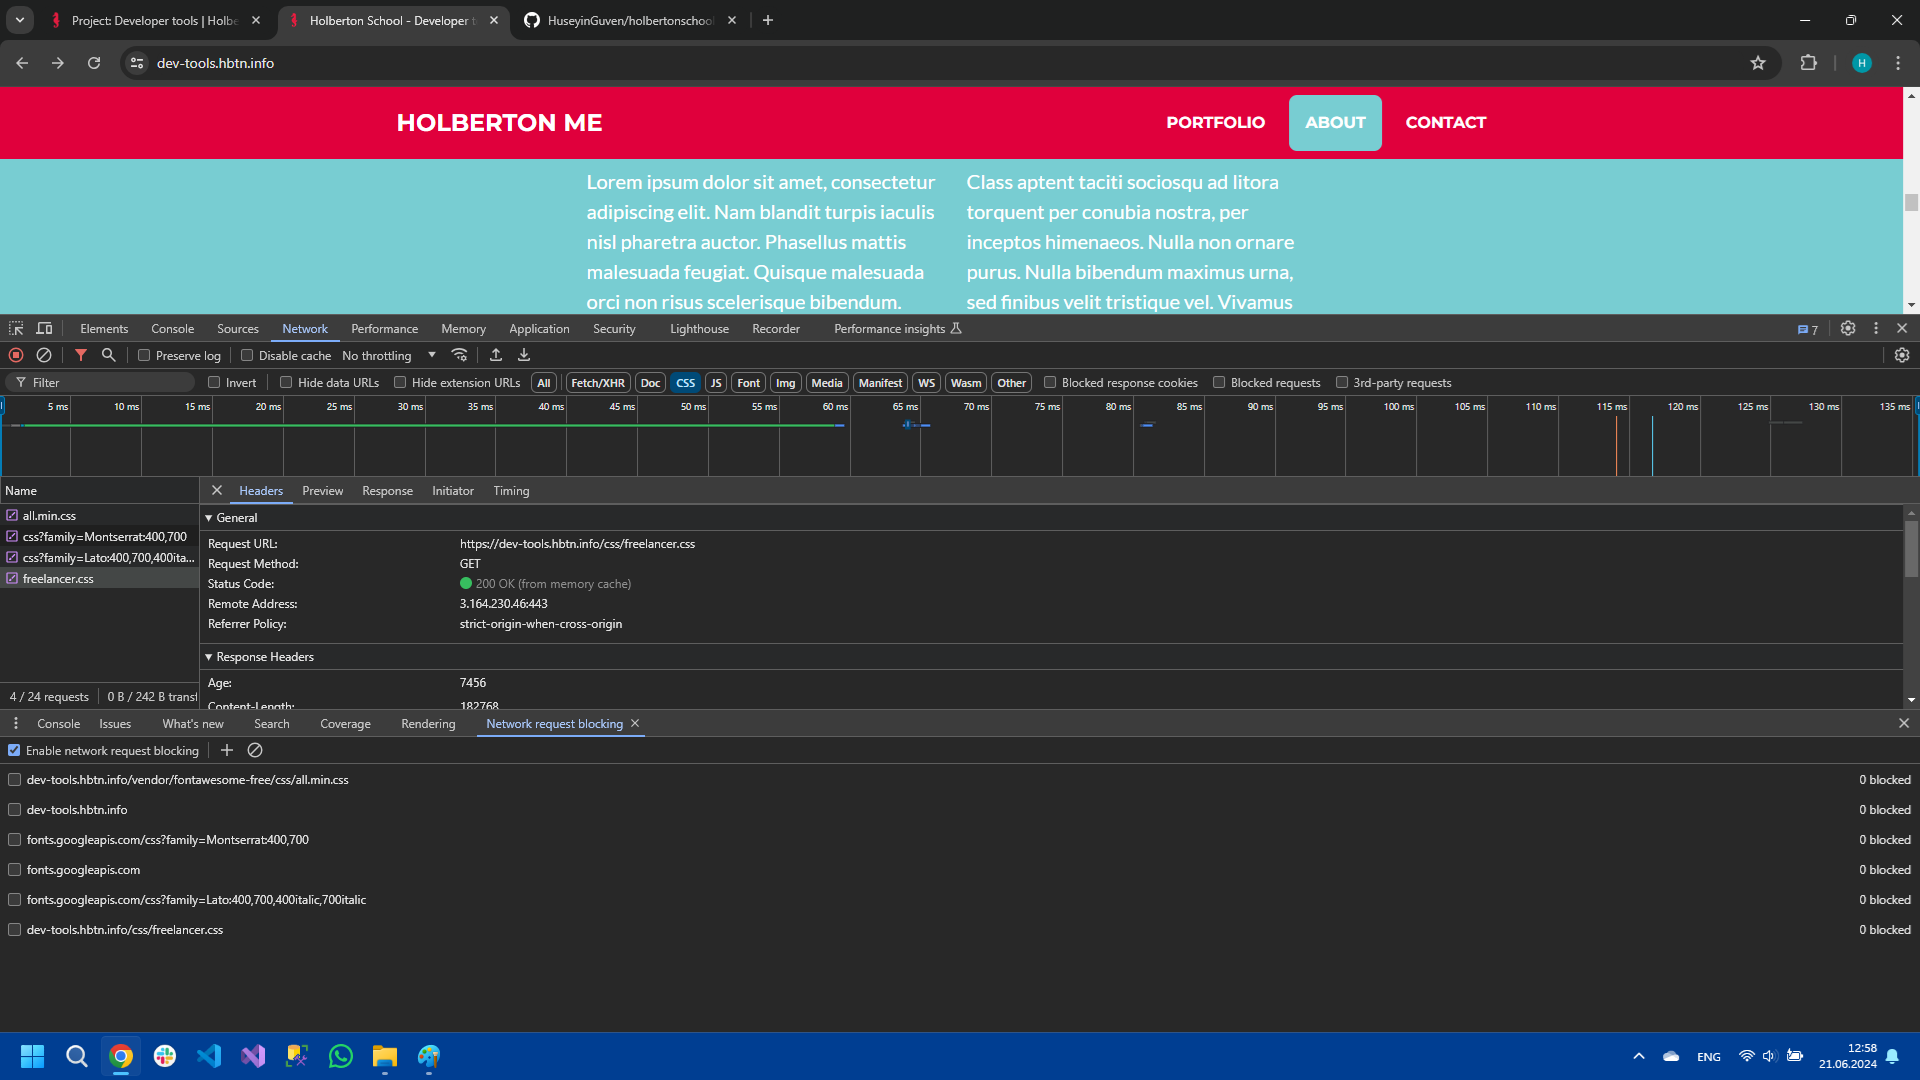 Project: Developer tools | Holbe
Holberton School - Developer t
HuseyinGuven/holbertonschool
dev-tools.hbtn.info
H
HOLBERTON ME
PORTFOLIO
ABOUT
CONTACT
Lorem ipsum dolor sit amet, consectetur
adipiscing elit. Nam blandit turpis iaculis
nisl pharetra auctor. Phasellus mattis
malesuada feugiat. Quisque malesuada
orci non risus scelerisque bibendum.
Class aptent taciti sociosqu ad litora
torquent per conubia nostra, per
inceptos himenaeos. Nulla non ornare
purus. Nulla bibendum maximus urna,
sed finibus velit tristique vel. Vivamus
Elements Console Sources Network Performance Memory Application Security Lighthouse Recorder Performance insights 7
Preserve log Disable cache No throttling
Filter Invert Hide data URLs Hide extension URLs All Fetch/XHR Doc CSS JS Font Img Media Manifest WS Wasm Other Blocked response cookies Blocked requests 3rd-party requests
5 ms 10 ms 15 ms 20 ms 25 ms 30 ms 35 ms 40 ms 45 ms 50 ms 55 ms 60 ms 65 ms 70 ms 75 ms 80 ms 85 ms 90 ms 95 ms 100 ms 105 ms 110 ms 115 ms 120 ms 125 ms 130 ms 135 ms
Name
all.min.css
css?family=Montserrat:400,700
css?family=Lato:400,700,400ita...
freelancer.css
4 / 24 requests 0 B / 242 B transf
Headers Preview Response Initiator Timing
General
Request URL: https://dev-tools.hbtn.info/css/freelancer.css
Request Method: GET
Status Code: 200 OK (from memory cache)
Remote Address: 3.164.230.46:443
Referrer Policy: strict-origin-when-cross-origin
Response Headers
Age: 7456
Content-Length: 182768
Console Issues What's new Search Coverage Rendering Network request blocking
Enable network request blocking
dev-tools.hbtn.info/vendor/fontawesome-free/css/all.min.css 0 blocked
dev-tools.hbtn.info 0 blocked
fonts.googleapis.com/css?family=Montserrat:400,700 0 blocked
fonts.googleapis.com 0 blocked
fonts.googleapis.com/css?family=Lato:400,700,400italic,700italic 0 blocked
dev-tools.hbtn.info/css/freelancer.css 0 blocked
ENG
12:58
21.06.2024